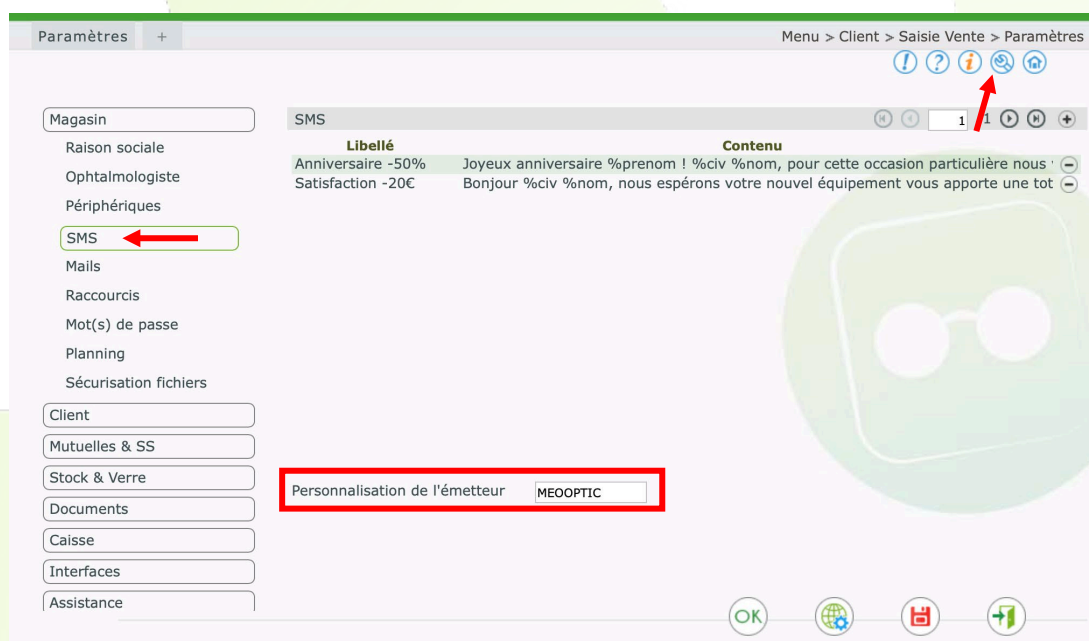 Paramètres +
Menu > Client > Saisie Vente > Paramètres
! ? i
Magasin
Raison sociale
Ophtalmologiste
Périphériques
SMS
Mails
Raccourcis
Mot(s) de passe
Planning
Sécurisation fichiers
Client
Mutuelles & SS
Stock & Verre
Documents
Caisse
Interfaces
Assistance
SMS 1 1
Libellé Contenu
Anniversaire -50% Joyeux anniversaire %prenom ! %civ %nom, pour cette occasion particulière nous
Satisfaction -20€ Bonjour %civ %nom, nous espérons votre nouvel équipement vous apporte une tot
Personnalisation de l'émetteur MEOOPTIC
OK